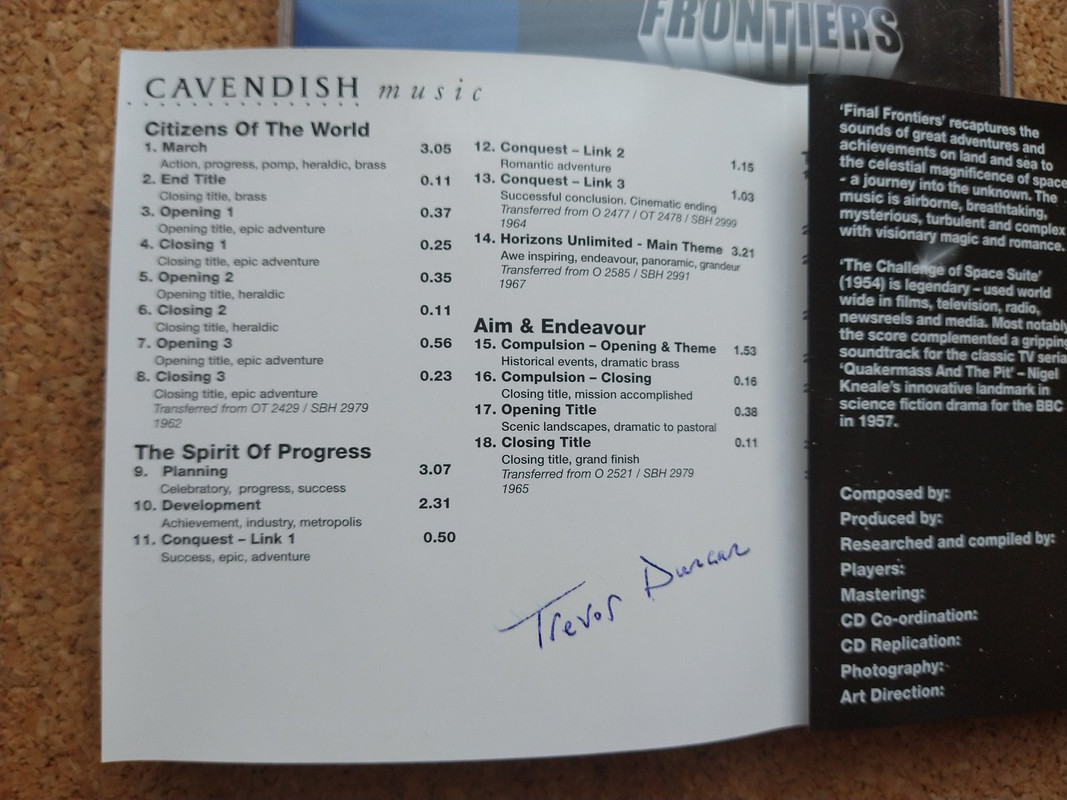 FRONTIERS
CAVENDISH music
Citizens Of The World
1. March 3.05
Action, progress, pomp, heraldic, brass
2. End Title 0.11
Closing title, brass
3. Opening 1 0.37
Opening title, epic adventure
4. Closing 1 0.25
Closing title, epic adventure
5. Opening 2 0.35
Opening title, heraldic
6. Closing 2 0.11
Closing title, heraldic
7. Opening 3 0.56
Opening title, epic adventure
8. Closing 3 0.23
Closing title, epic adventure
Transferred from OT 2429 / SBH 2979
1962
The Spirit Of Progress
9. Planning 3.07
Celebratory, progress, success
10. Development 2.31
Achievement, industry, metropolis
11. Conquest – Link 1 0.50
Success, epic, adventure
12. Conquest – Link 2 1.15
Romantic adventure
13. Conquest – Link 3 1.03
Successful conclusion. Cinematic ending
Transferred from O 2477 / OT 2478 / SBH 2999
1964
14. Horizons Unlimited - Main Theme 3.21
Awe inspiring, endeavour, panoramic, grandeur
Transferred from O 2585 / SBH 2991
1967
Aim & Endeavour
15. Compulsion – Opening & Theme 1.53
Historical events, dramatic brass
16. Compulsion – Closing 0.16
Closing title, mission accomplished
17. Opening Title 0.38
Scenic landscapes, dramatic to pastoral
18. Closing Title 0.11
Closing title, grand finish
Transferred from O 2521 / SBH 2979
1965
Trevor Duncan
'Final Frontiers' recaptures the
sounds of great adventures and
achievements on land and sea to
the celestial magnificence of space
- a journey into the unknown. The
music is airborne, breathtaking,
mysterious, turbulent and complex
with visionary magic and romance.
'The Challenge of Space Suite'
(1954) is legendary – used world
wide in films, television, radio,
newsreels and media. Most notably
the score complemented a gripping
soundtrack for the classic TV seria
'Quakermass And The Pit' – Nigel
Kneale's innovative landmark in
science fiction drama for the BBC
in 1957.
Composed by:
Produced by:
Researched and compiled by:
Players:
Mastering:
CD Co-ordination:
CD Replication:
Photography:
Art Direction: